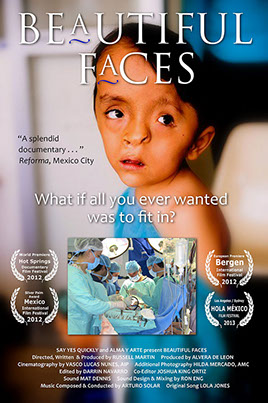 BEAUTIFUL
FACES
"A splendid
documentary . . ."
Reforma, Mexico City
What if all you ever wanted
was to fit in?
World Premiere
Hot Springs
Documentary
Film Festival
2012
European Premiere
Bergen
International
Film Festival
2012
Silver Palm
Award
Mexico
International
Film Festival
2012
Los Angeles / Sydney
HOLA MÉXICO
FILM FESTIVAL
2013
SAY YES QUICKLY and ALMA Y ARTE present BEAUTIFUL FACES
Directed, Written & Produced by RUSSELL MARTIN Produced by ALVERA DE LEON
Cinematography by VASCO LUCAS NUNES, AIP Additional Photography HILDA MERCADO, AMC
Edited by DARRIN NAVARRO Co-Editor JOSHUA KING ORTIZ
Sound MAT DENNIS Sound Design & Mixing by RON ENG
Music Composed & Conducted by ARTURO SOLAR Original Song LOLA JONES